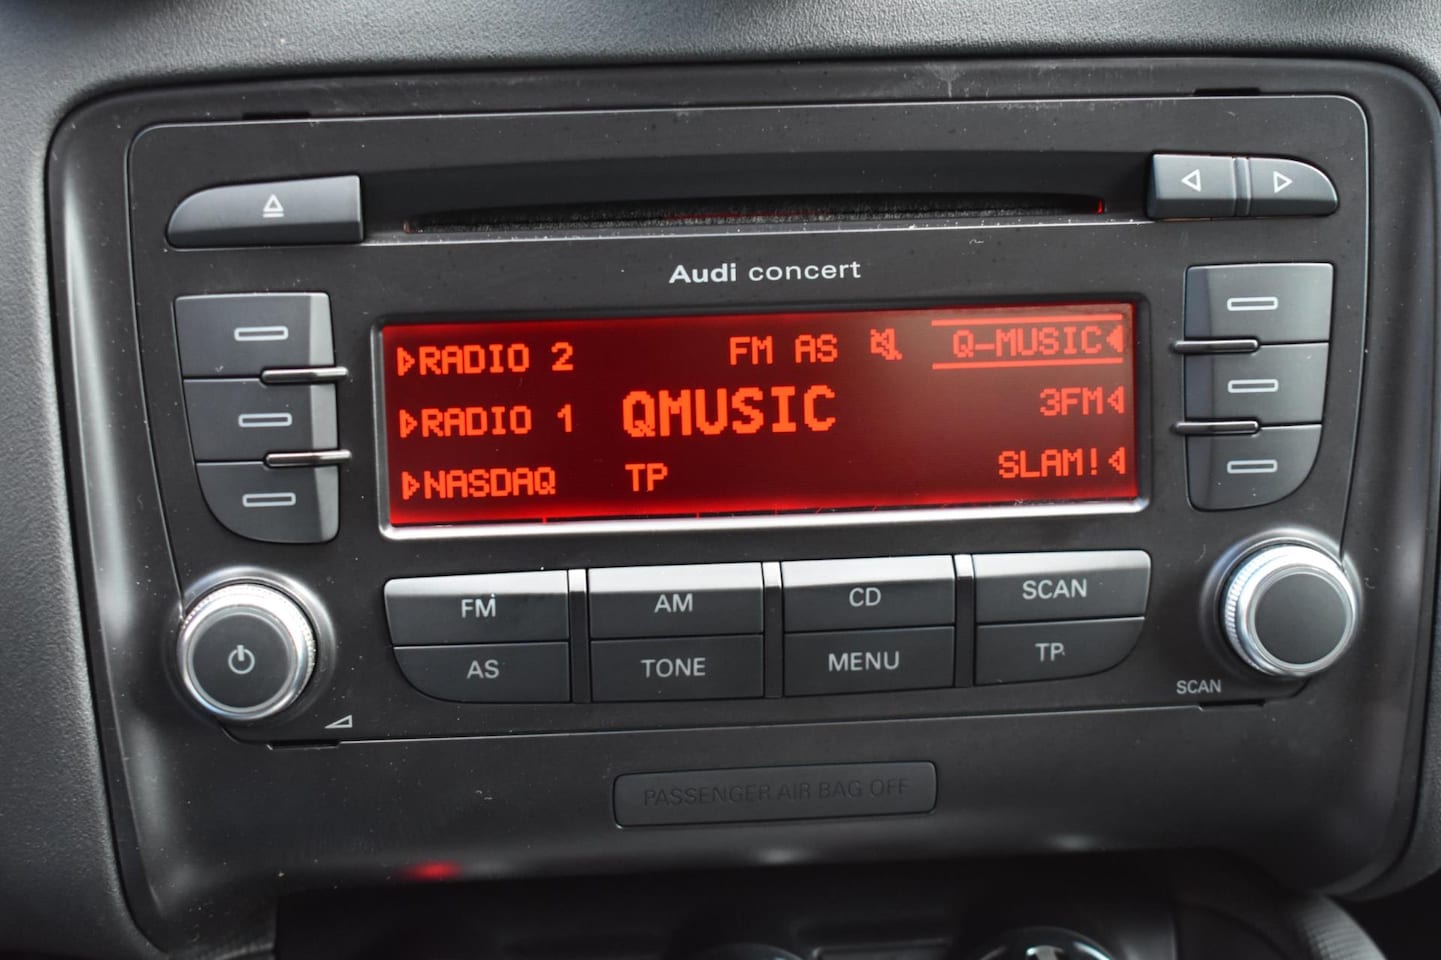 Audi concert
RADIO 2
FM AS
Q-MUSIC
RADIO 1
QMUSIC
3FM
NASDAQ
TP
SLAM!
FM
AM
CD
SCAN
AS
TONE
MENU
TP
SCAN
PASSENGER AIR BAG OFF